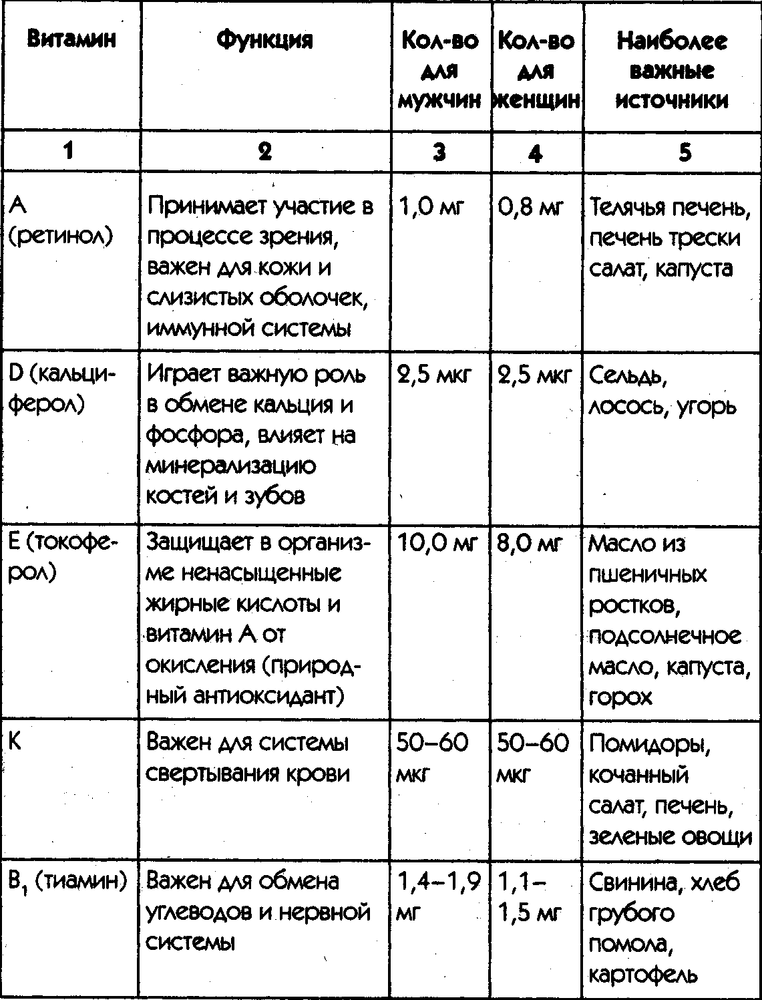 Витамин
Функция
Кол-во
для
мужчин
Кол-во
для
женщин
Наиболее
важные
источники
1
2
3
4
5
А
(ретинол)
Принимает участие в
процессе зрения,
важен для кожи и
слизистых оболочек,
иммунной системы
1,0 мг
0,8 мг
Телячья печень,
печень трески
салат, капуста
D (кальци-
ферол)
Играет важную роль
в обмене кальция и
фосфора, влияет на
минерализацию
костей и зубов
2,5 мкг
2,5 мкг
Сельдь,
лосось, угорь
Е (токофе-
рол)
Защищает в организ-
ме ненасыщенные
жирные кислоты и
витамин А от
окисления (природ-
ный антиоксидант)
10,0 мг
8,0 мг
Масло из
пшеничных
ростков,
подсолнечное
масло, капуста,
горох
К
Важен для системы
свертывания крови
50–60
мкг
50–60
мкг
Помидоры,
кочанный
салат, печень,
зеленые овощи
В₁ (тиамин)
Важен для обмена
углеводов и нервной
системы
1,4–1,9
мг
1,1–
1,5 мг
Свинина, хлеб
грубого
помола,
картофель